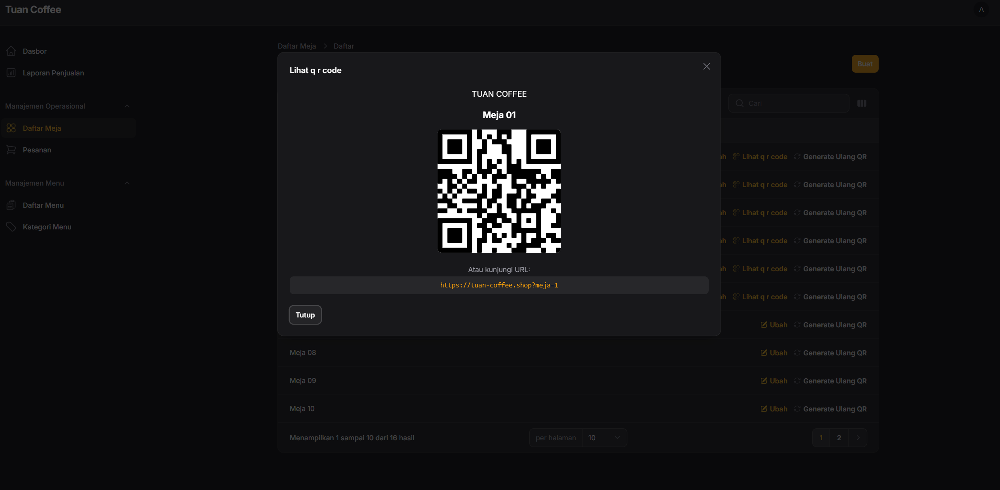 Tuan Coffee
A
Dasbor
Laporan Penjualan
Manajemen Operasional
Daftar Meja
Pesanan
Manajemen Menu
Daftar Menu
Kategori Menu
Daftar Meja > Daftar
Buat
Cari
Lihat q r code
TUAN COFFEE
Meja 01
Atau kunjungi URL:
https://tuan-coffee.shop?meja=1
Tutup
ah Lihat q r code Generate Ulang QR
ah Lihat q r code Generate Ulang QR
ah Lihat q r code Generate Ulang QR
ah Lihat q r code Generate Ulang QR
ah Lihat q r code Generate Ulang QR
ah Lihat q r code Generate Ulang QR
Ubah Generate Ulang QR
Meja 08 Ubah Generate Ulang QR
Meja 09 Ubah Generate Ulang QR
Meja 10 Ubah Generate Ulang QR
Menampilkan 1 sampai 10 dari 16 hasil
per halaman 10
1 2